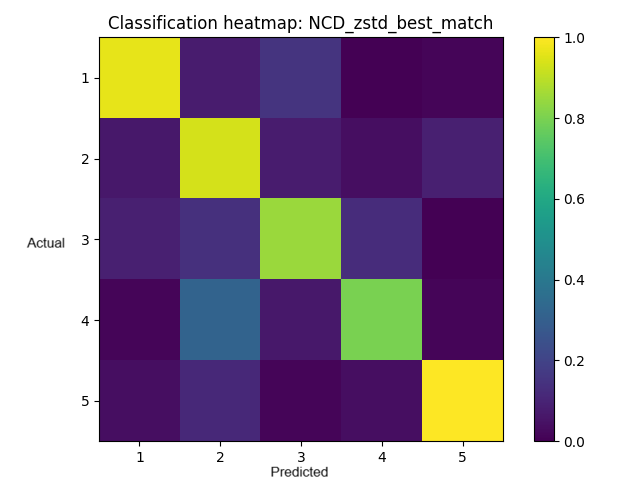 Classification heatmap: NCD_zstd_best_match
1
2
3
4
5
Actual
1 2 3 4 5
Predicted
1.0
0.8
0.6
0.4
0.2
0.0